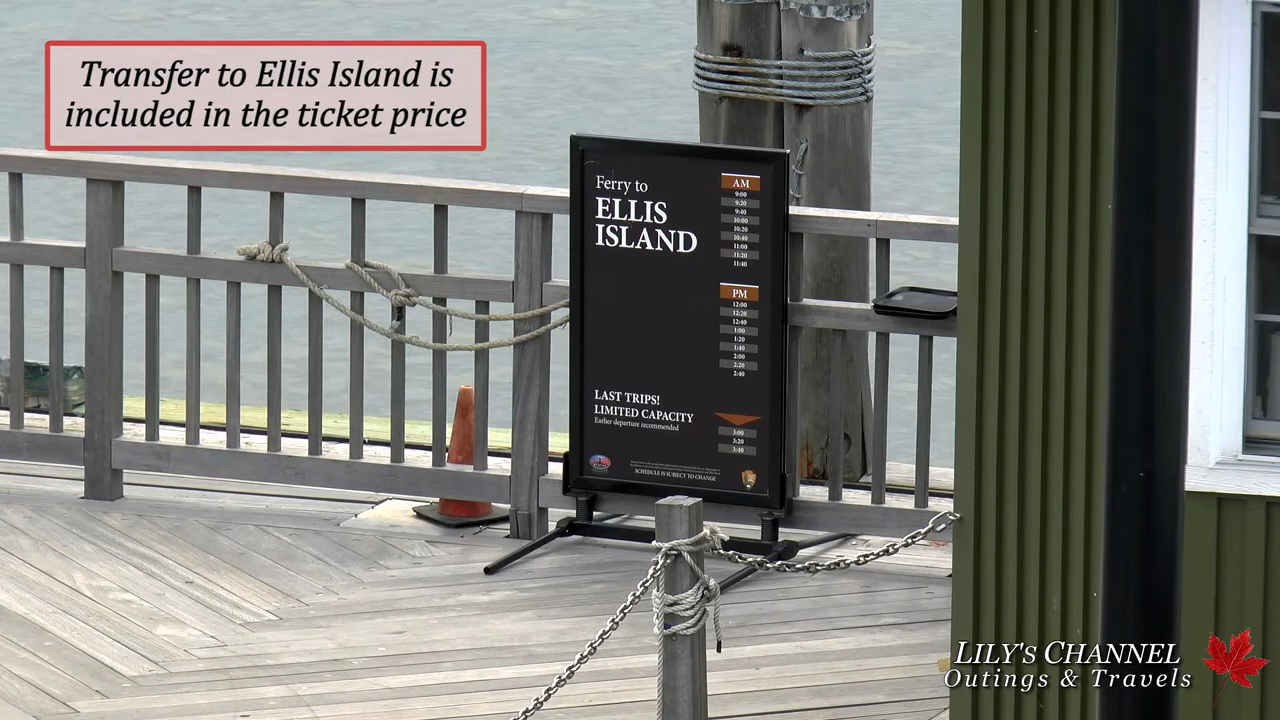 Transfer to Ellis Island is
included in the ticket price
Ferry to
ELLIS
ISLAND
AM
9:00
9:20
9:40
10:00
10:20
10:40
11:00
11:20
11:40
PM
12:00
12:20
12:40
1:00
1:20
1:40
2:00
2:20
2:40
LAST TRIPS!
LIMITED CAPACITY
Earlier departure recommended
3:00
3:20
3:40
SCHEDULE IS SUBJECT TO CHANGE
LILY'S CHANNEL
Outings & Travels